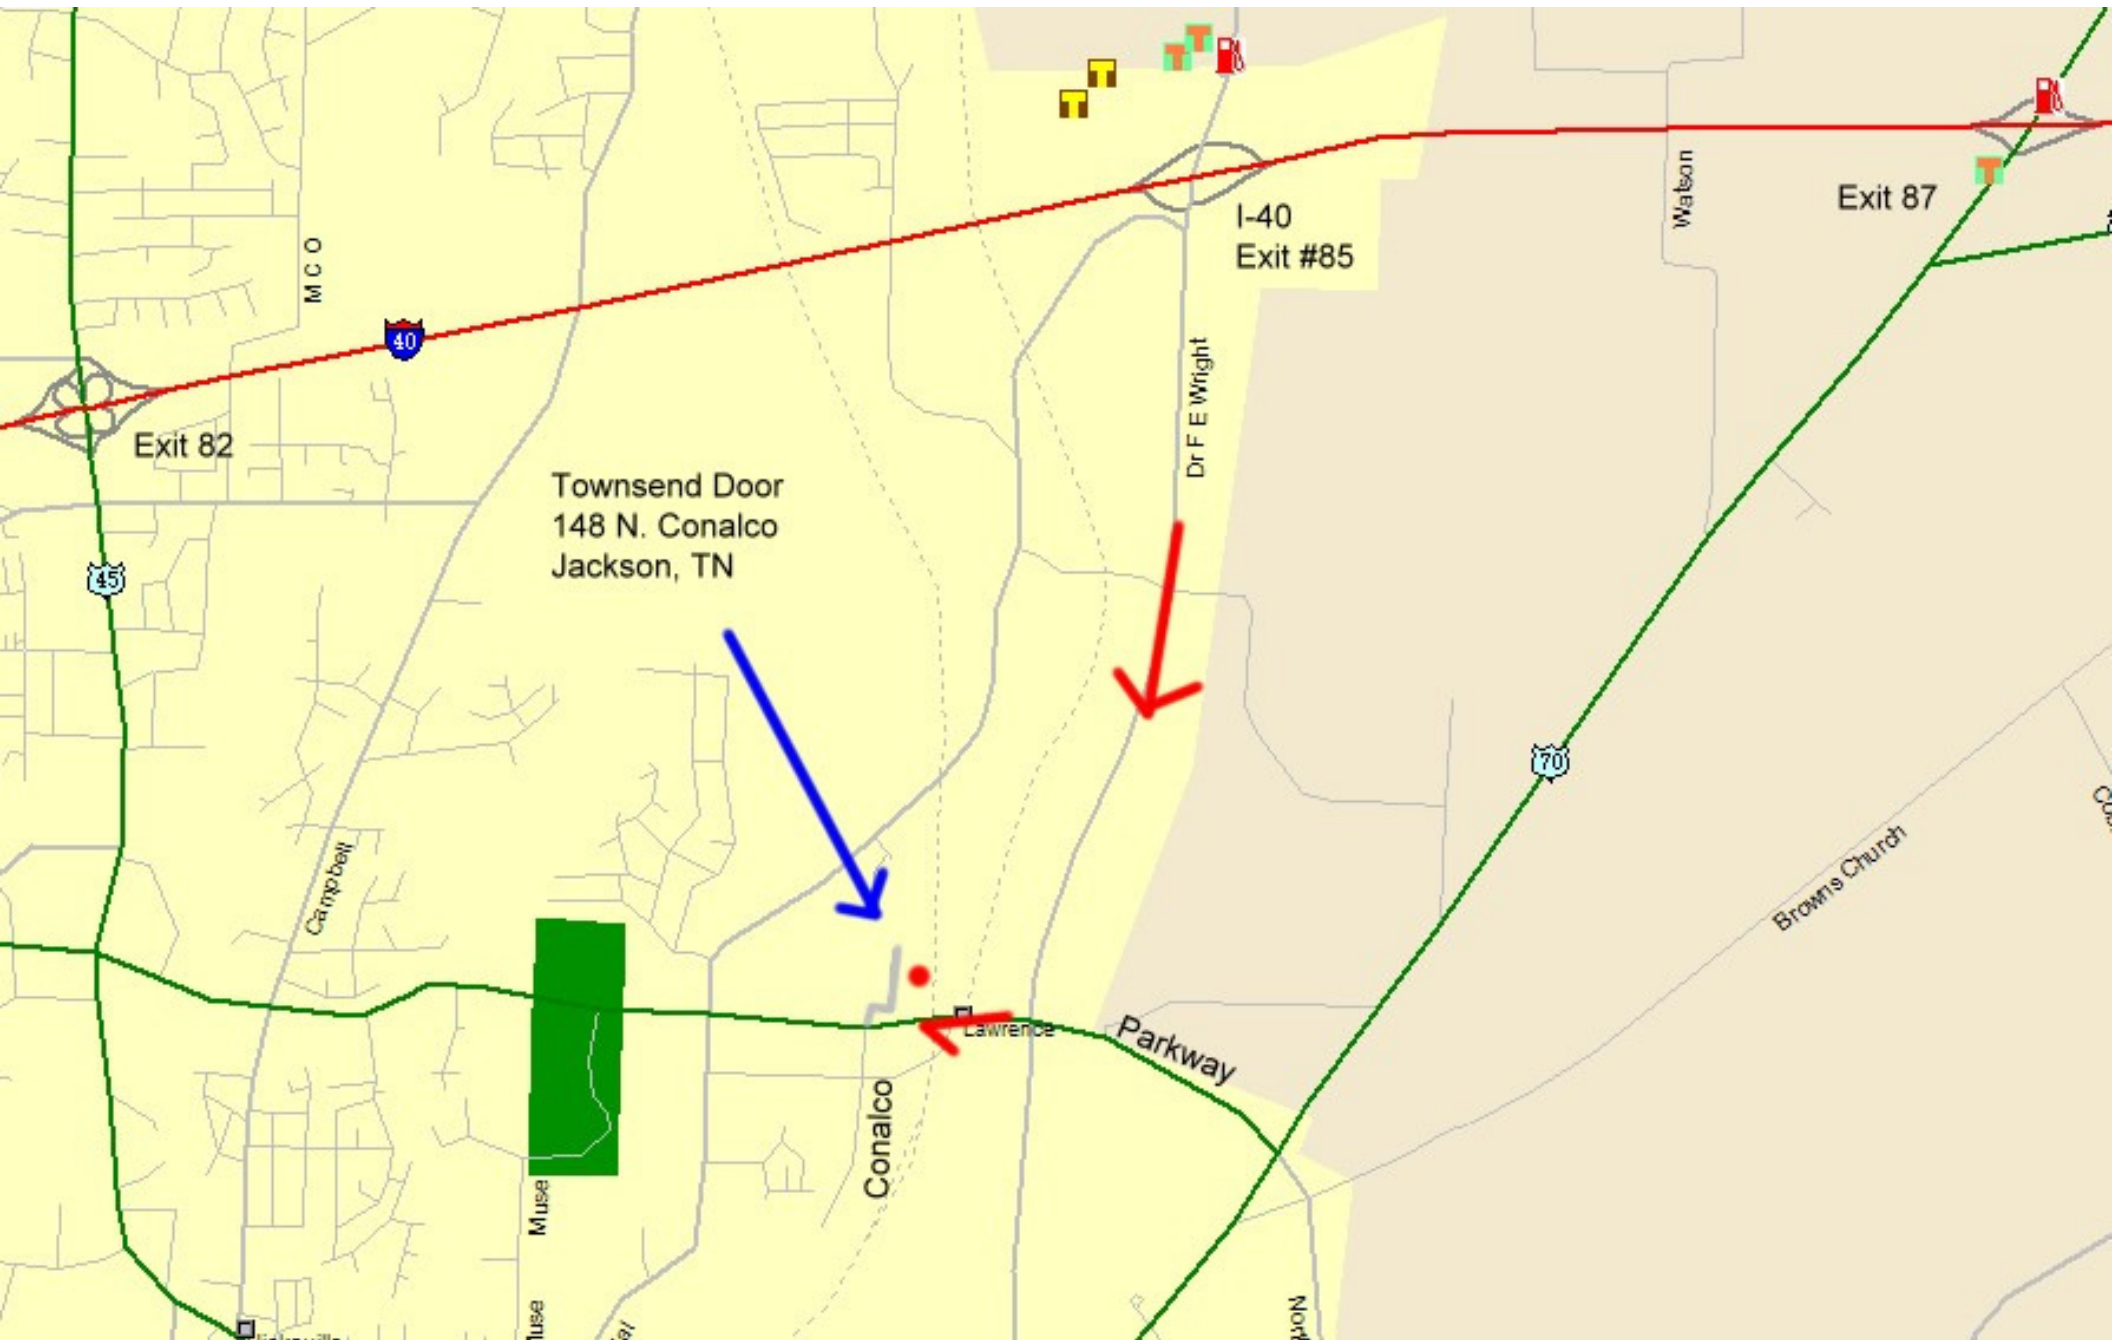 Exit 87
I-40
Exit #85
Watson
M C O
40
Dr F E Wright
Exit 82
Townsend Door
148 N. Conalco
Jackson, TN
45
70
Campbell
Browns Church
Lawrence
Parkway
Conalco
Muse
Muse